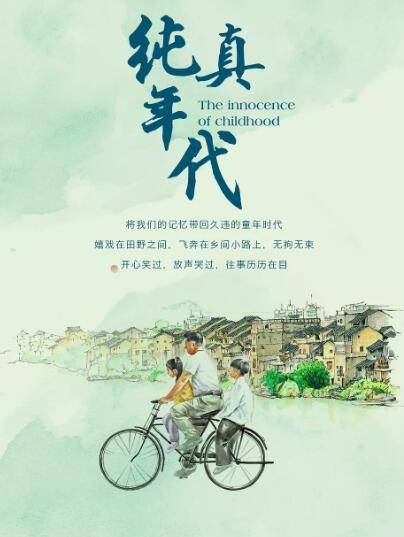 纯真年代
The innocence
of childhood
将我们的记忆带回久违的童年时代
嬉戏在田野之间，飞奔在乡间小路上，无拘无束
开心笑过，放声哭过，往事历历在目